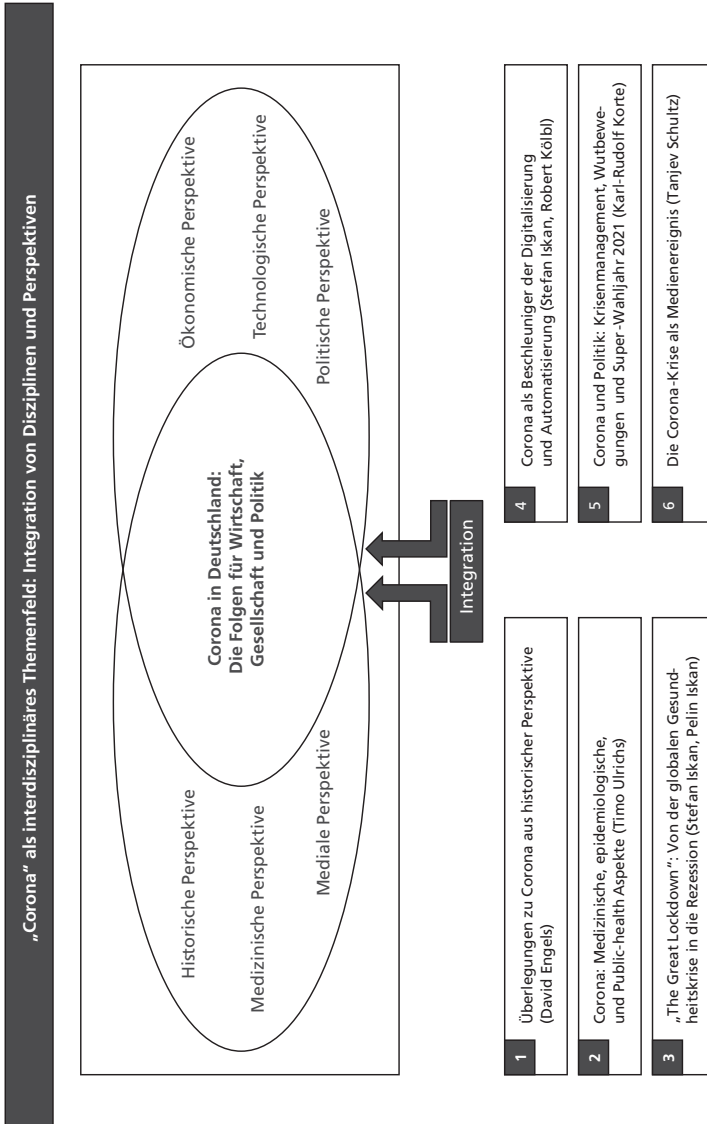 „Corona“ als interdisziplinäres Themenfeld: Integration von Disziplinen und Perspektiven
Historische Perspektive
Medizinische Perspektive
Mediale Perspektive
Corona in Deutschland:
Die Folgen für Wirtschaft,
Gesellschaft und Politik
Ökonomische Perspektive
Technologische Perspektive
Politische Perspektive
Integration
1
Überlegungen zu Corona aus historischer Perspektive
(David Engels)
2
Corona: Medizinische, epidemiologische,
und Public-health Aspekte (Timo Ulrichs)
3
„The Great Lockdown“: Von der globalen Gesund-
heitskrise in die Rezession (Stefan Iskan, Pelin Iskan)
4
Corona als Beschleuniger der Digitalisierung
und Automatisierung (Stefan Iskan, Robert Kölbl)
5
Corona und Politik: Krisenmanagement, Wutbewe-
gungen und Super-Wahljahr 2021 (Karl-Rudolf Korte)
6
Die Corona-Krise als Medienereignis (Tanjev Schultz)